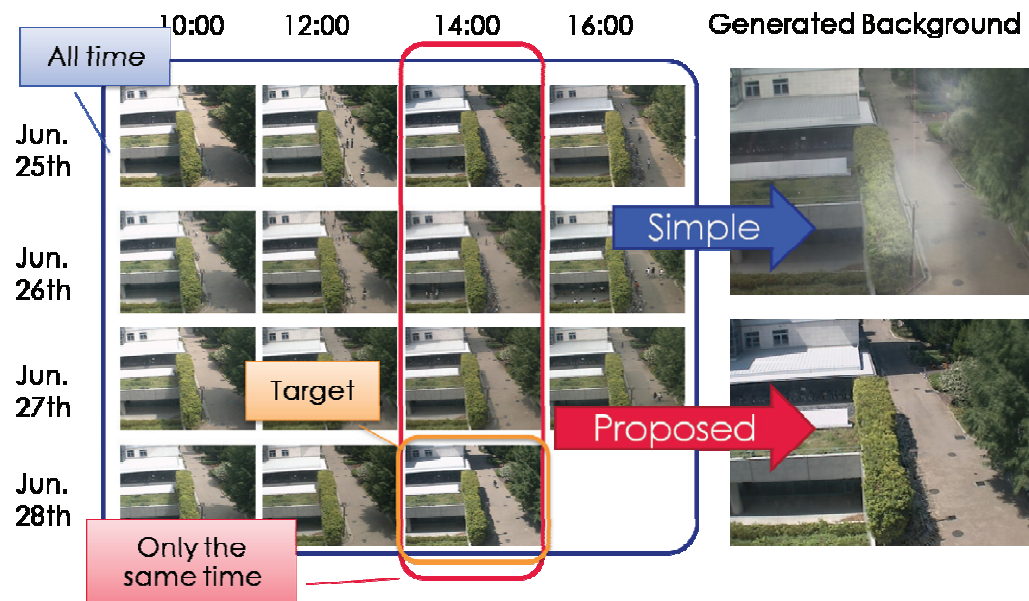 10:00 12:00 14:00 16:00 Generated Background
All time
Jun.
25th
Simple
Jun.
26th
Jun.
27th
Target
Proposed
Jun.
28th
Only the
same time